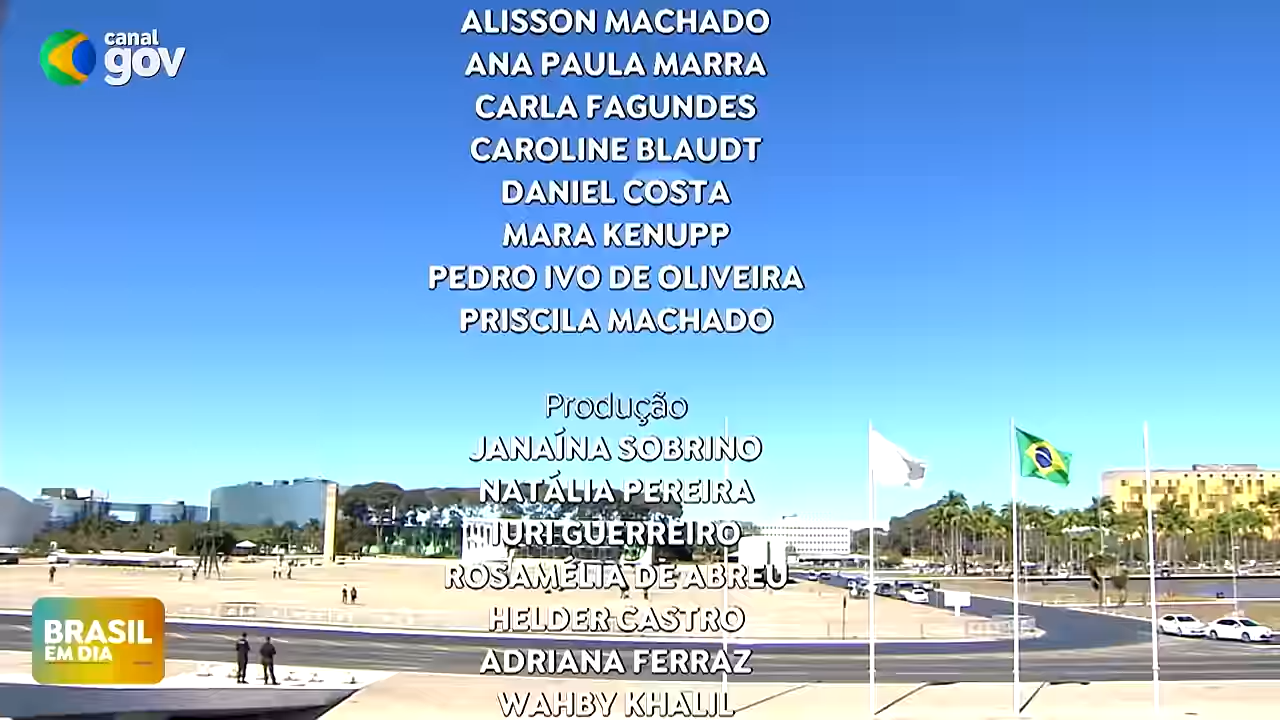 canal
gov
ALISSON MACHADO
ANA PAULA MARRA
CARLA FAGUNDES
CAROLINE BLAUDT
DANIEL COSTA
MARA KENUPP
PEDRO IVO DE OLIVEIRA
PRISCILA MACHADO
Produção
JANAÍNA SOBRINO
NATÁLIA PEREIRA
IURI GUERREIRO
ROSAMÉLIA DE ABREU
HELDER CASTRO
ADRIANA FERRAZ
WAHBY KHALIL
BRASIL
EM DIA